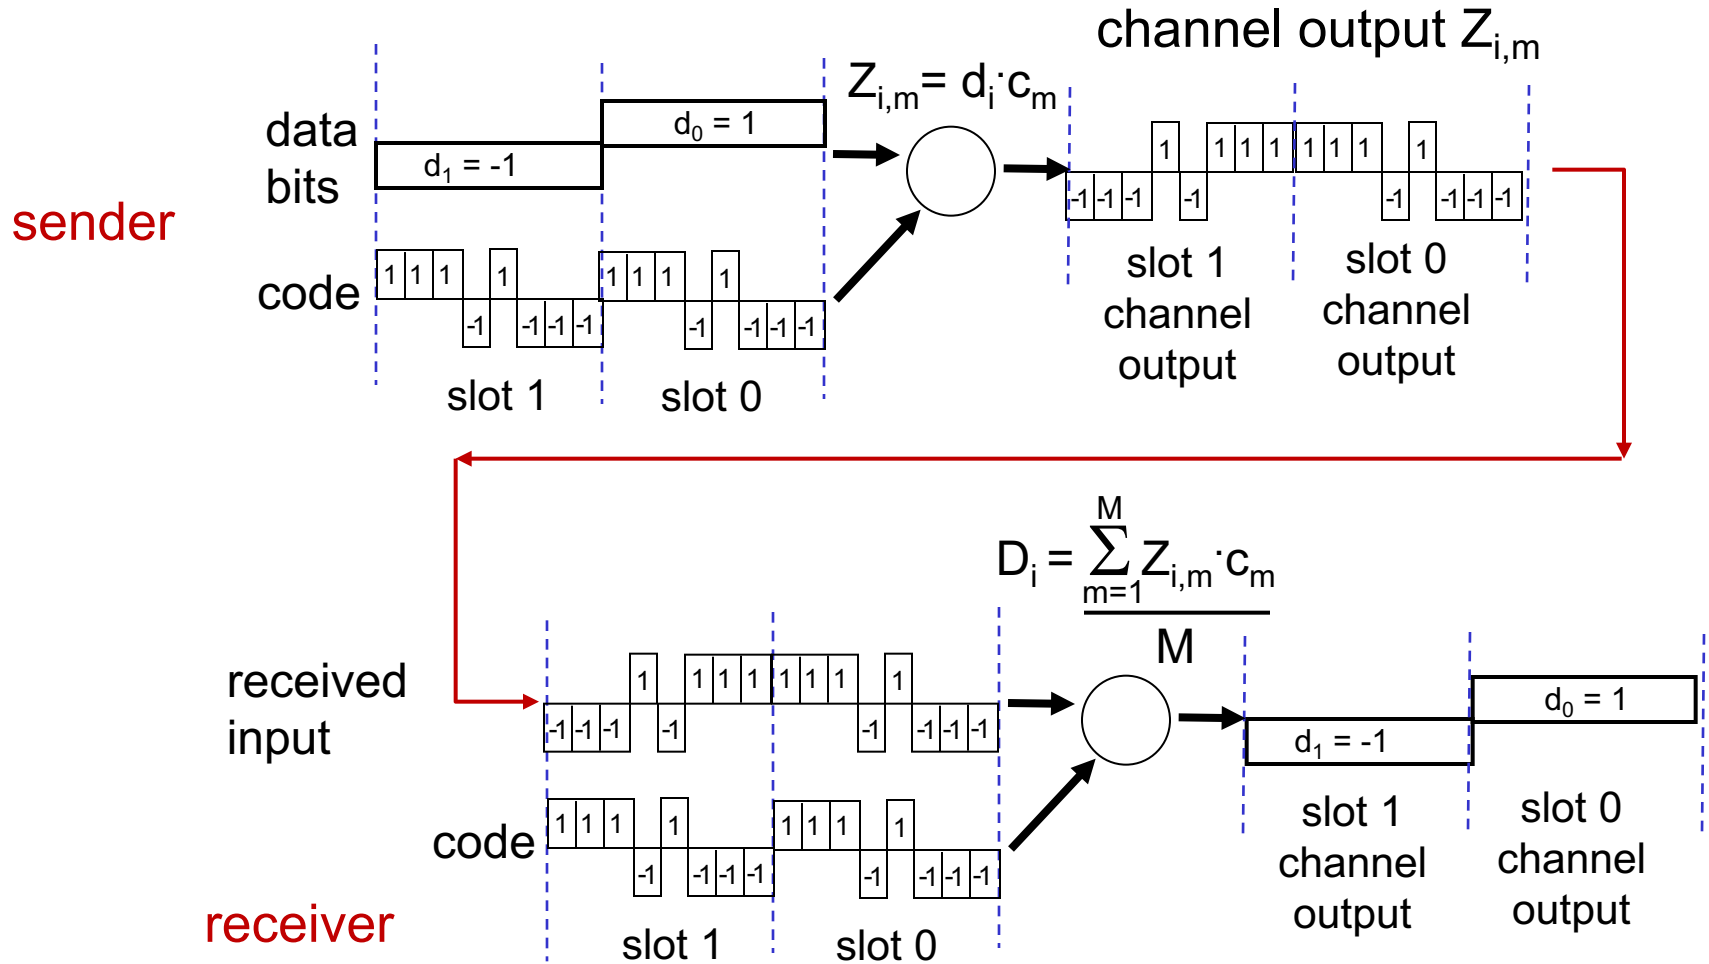 channel output Z_i,m
Z_i,m = d_i·c_m
data bits
d_0 = 1
d_1 = -1
1 1 1 -1 1 -1 -1 -1
1 1 1 -1 1 -1 -1 -1
code
slot 1
slot 0
sender
-1 -1 -1 1 -1 1 1 1
1 1 1 -1 1 -1 -1 -1
slot 1 channel output
slot 0 channel output
D_i = Σ_{m=1}^{M} Z_i,m·c_m
M
received input
-1 -1 -1 1 -1 1 1 1
1 1 1 -1 1 -1 -1 -1
code
1 1 1 -1 1 -1 -1 -1
1 1 1 -1 1 -1 -1 -1
slot 1
slot 0
receiver
d_1 = -1
d_0 = 1
slot 1 channel output
slot 0 channel output